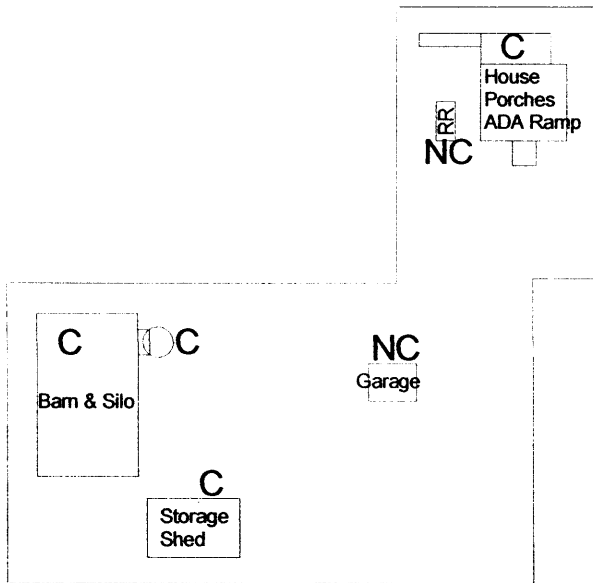 C
House
Porches
ADA Ramp
RR
NC
C
C
Barn & Silo
NC
Garage
C
Storage
Shed